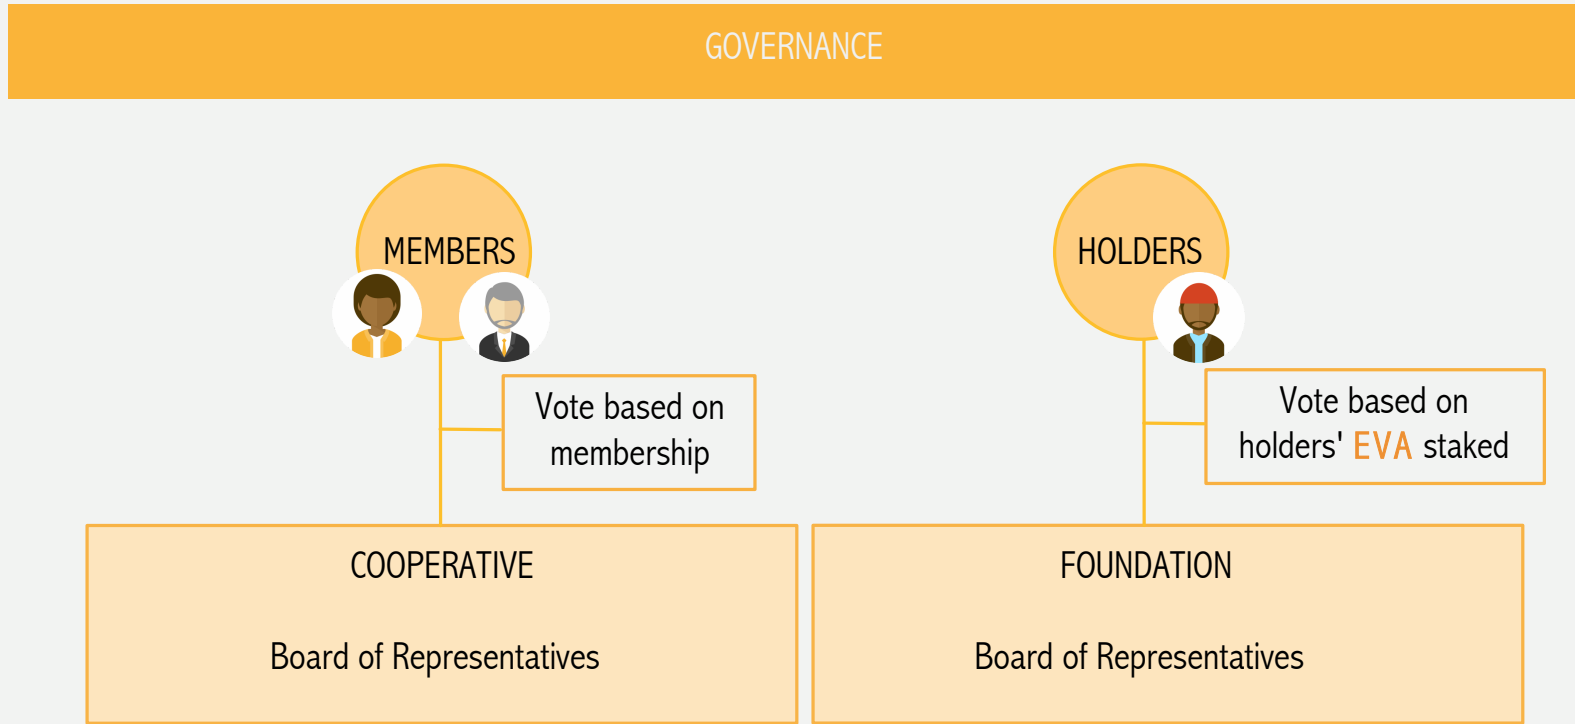 GOVERNANCE
MEMBERS
HOLDERS
Vote based on
membership
Vote based on
holders' EVA staked
COOPERATIVE
Board of Representatives
FOUNDATION
Board of Representatives